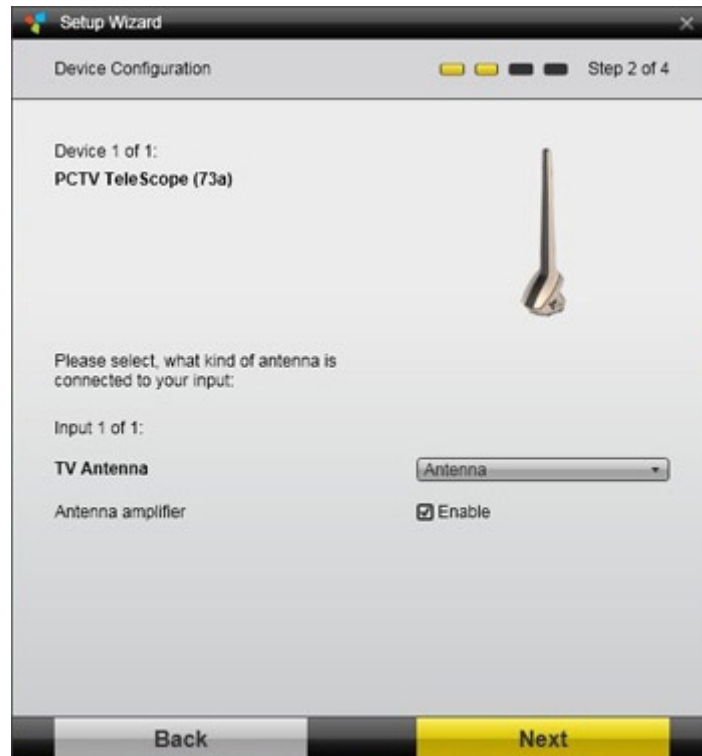 Setup Wizard
Device Configuration
Step 2 of 4
Device 1 of 1:
PCTV TeleScope (73a)
Please select, what kind of antenna is
connected to your input:
Input 1 of 1:
TV Antenna
Antenna
Antenna amplifier
Enable
Back
Next